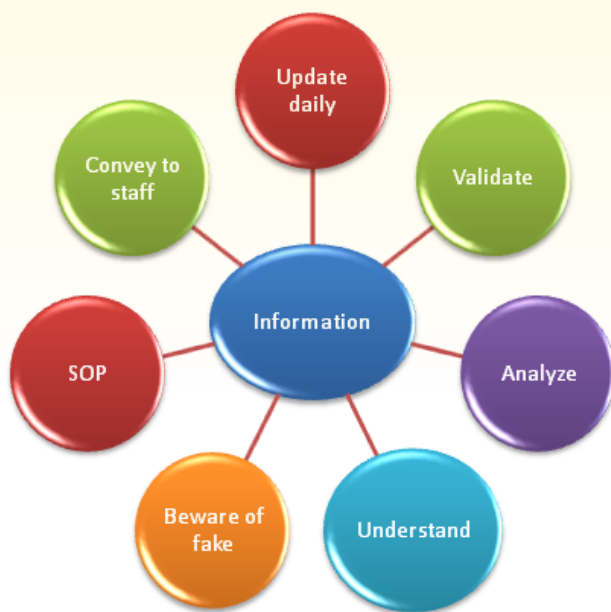 Update
daily
Validate
Analyze
Understand
Beware of
fake
SOP
Convey to
staff
Information